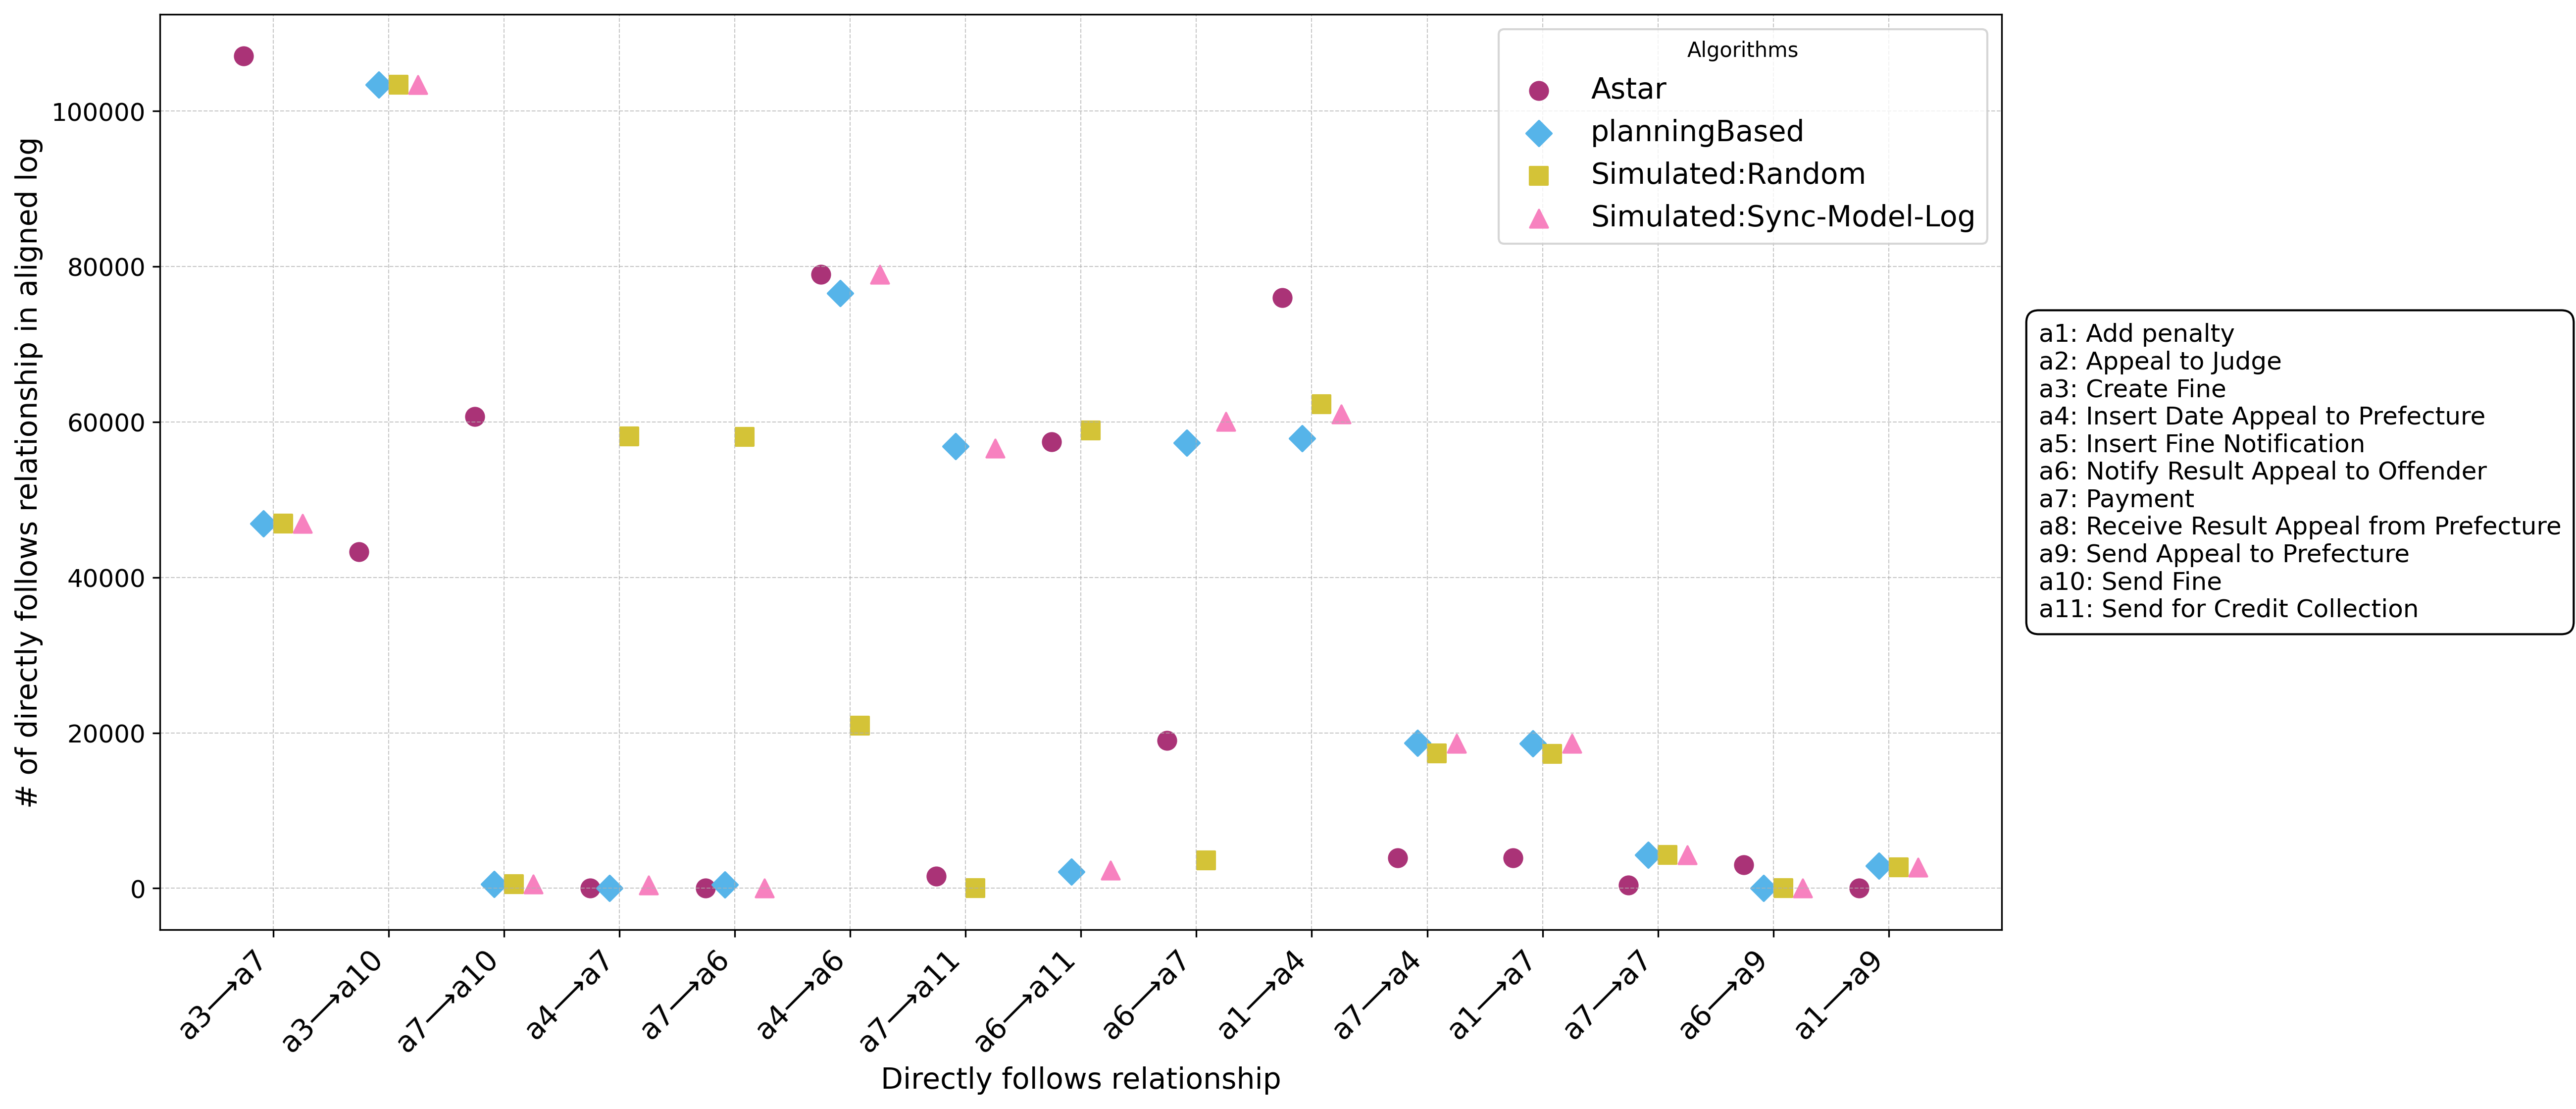 # of directly follows relationship in aligned log
100000
80000
60000
40000
20000
0
Algorithms
Astar
planningBased
Simulated:Random
Simulated:Sync-Model-Log
a1: Add penalty
a2: Appeal to Judge
a3: Create Fine
a4: Insert Date Appeal to Prefecture
a5: Insert Fine Notification
a6: Notify Result Appeal to Offender
a7: Payment
a8: Receive Result Appeal from Prefecture
a9: Send Appeal to Prefecture
a10: Send Fine
a11: Send for Credit Collection
a3→a7
a3→a10
a7→a10
a4→a7
a7→a6
a4→a6
a7→a11
a6→a11
a6→a7
a1→a4
a7→a4
a1→a7
a7→a7
a6→a9
a1→a9
Directly follows relationship